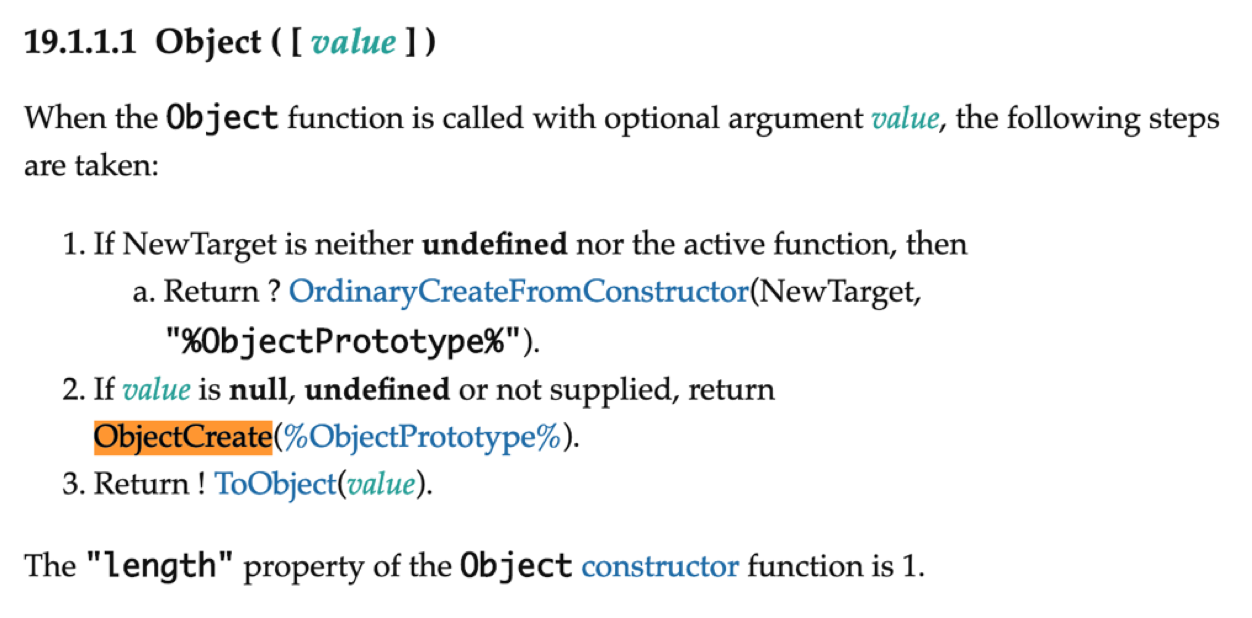 19.1.1.1 Object ( [ value ] )
When the Object function is called with optional argument value, the following steps
are taken:
1. If NewTarget is neither undefined nor the active function, then
a. Return ? OrdinaryCreateFromConstructor(NewTarget,
"%ObjectPrototype%").
2. If value is null, undefined or not supplied, return
ObjectCreate(%ObjectPrototype%).
3. Return ! ToObject(value).
The "length" property of the Object constructor function is 1.